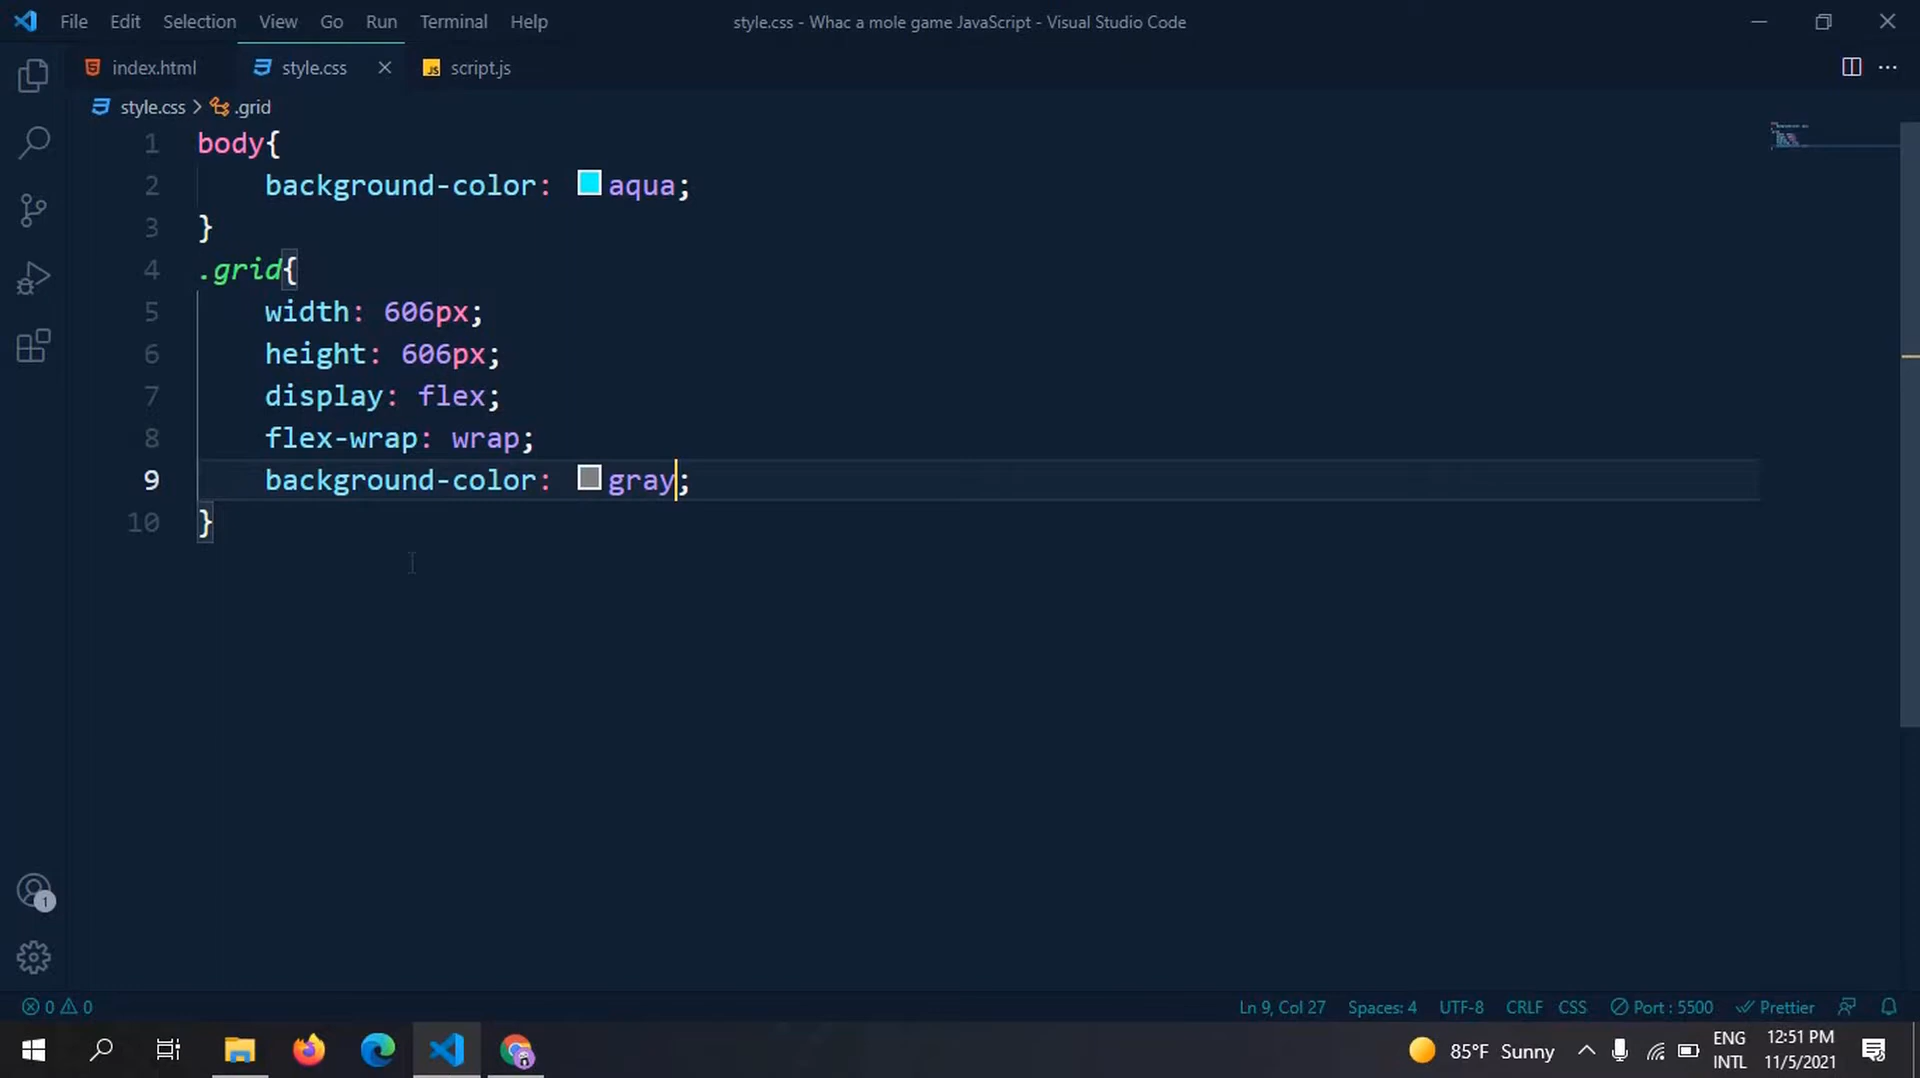 File Edit Selection View Go Run Terminal Help style.css - Whac a mole game JavaScript - Visual Studio Code
index.html style.css JS script.js
style.css > .grid
1 body{
2 background-color: aqua;
3 }
4 .grid{
5 width: 606px;
6 height: 606px;
7 display: flex;
8 flex-wrap: wrap;
9 background-color: gray;
10 }
1
0 0 Ln 9, Col 27 Spaces: 4 UTF-8 CRLF CSS Port : 5500 Prettier
85°F Sunny ENG INTL 12:51 PM 11/5/2021